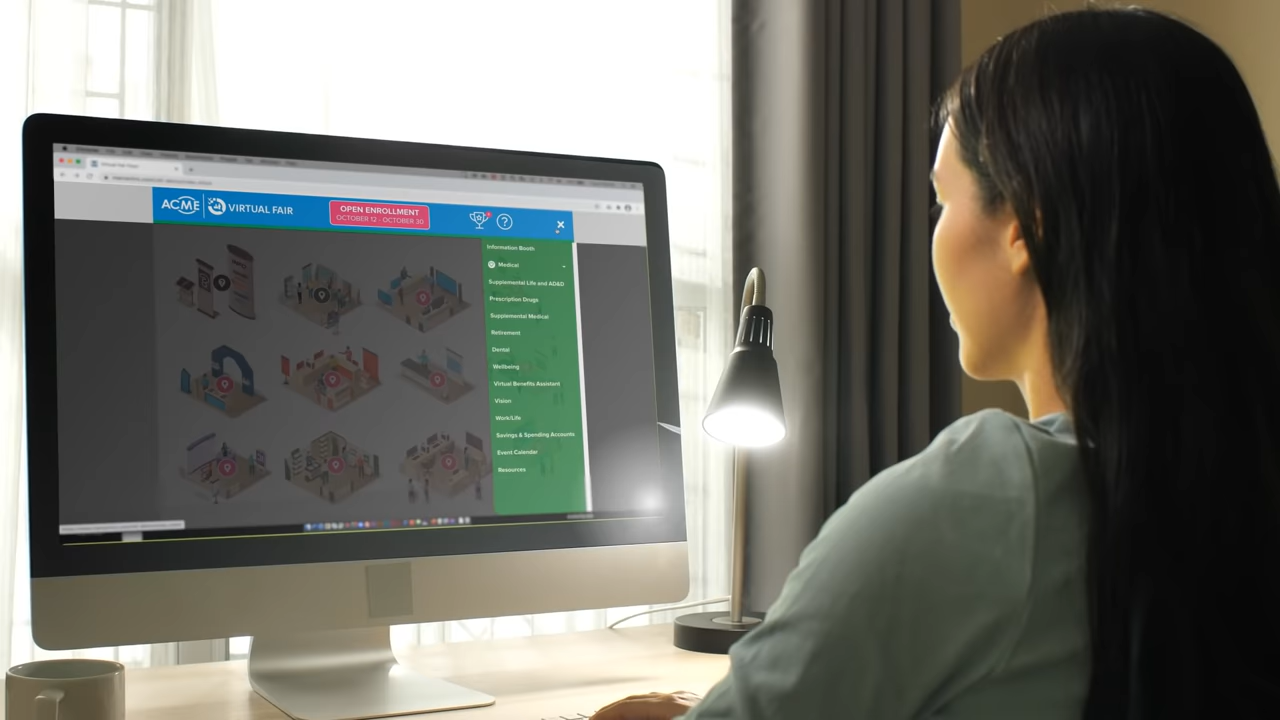 ACME VIRTUAL FAIR
OPEN ENROLLMENT
OCTOBER 12 - OCTOBER 30
?
Information Booth
Medical
Supplemental Life and AD&D
Prescription Drugs
Supplemental Medical
Retirement
Dental
Wellbeing
Virtual Benefits Assistant
Vision
Work/Life
Savings & Spending Accounts
Event Calendar
Resources